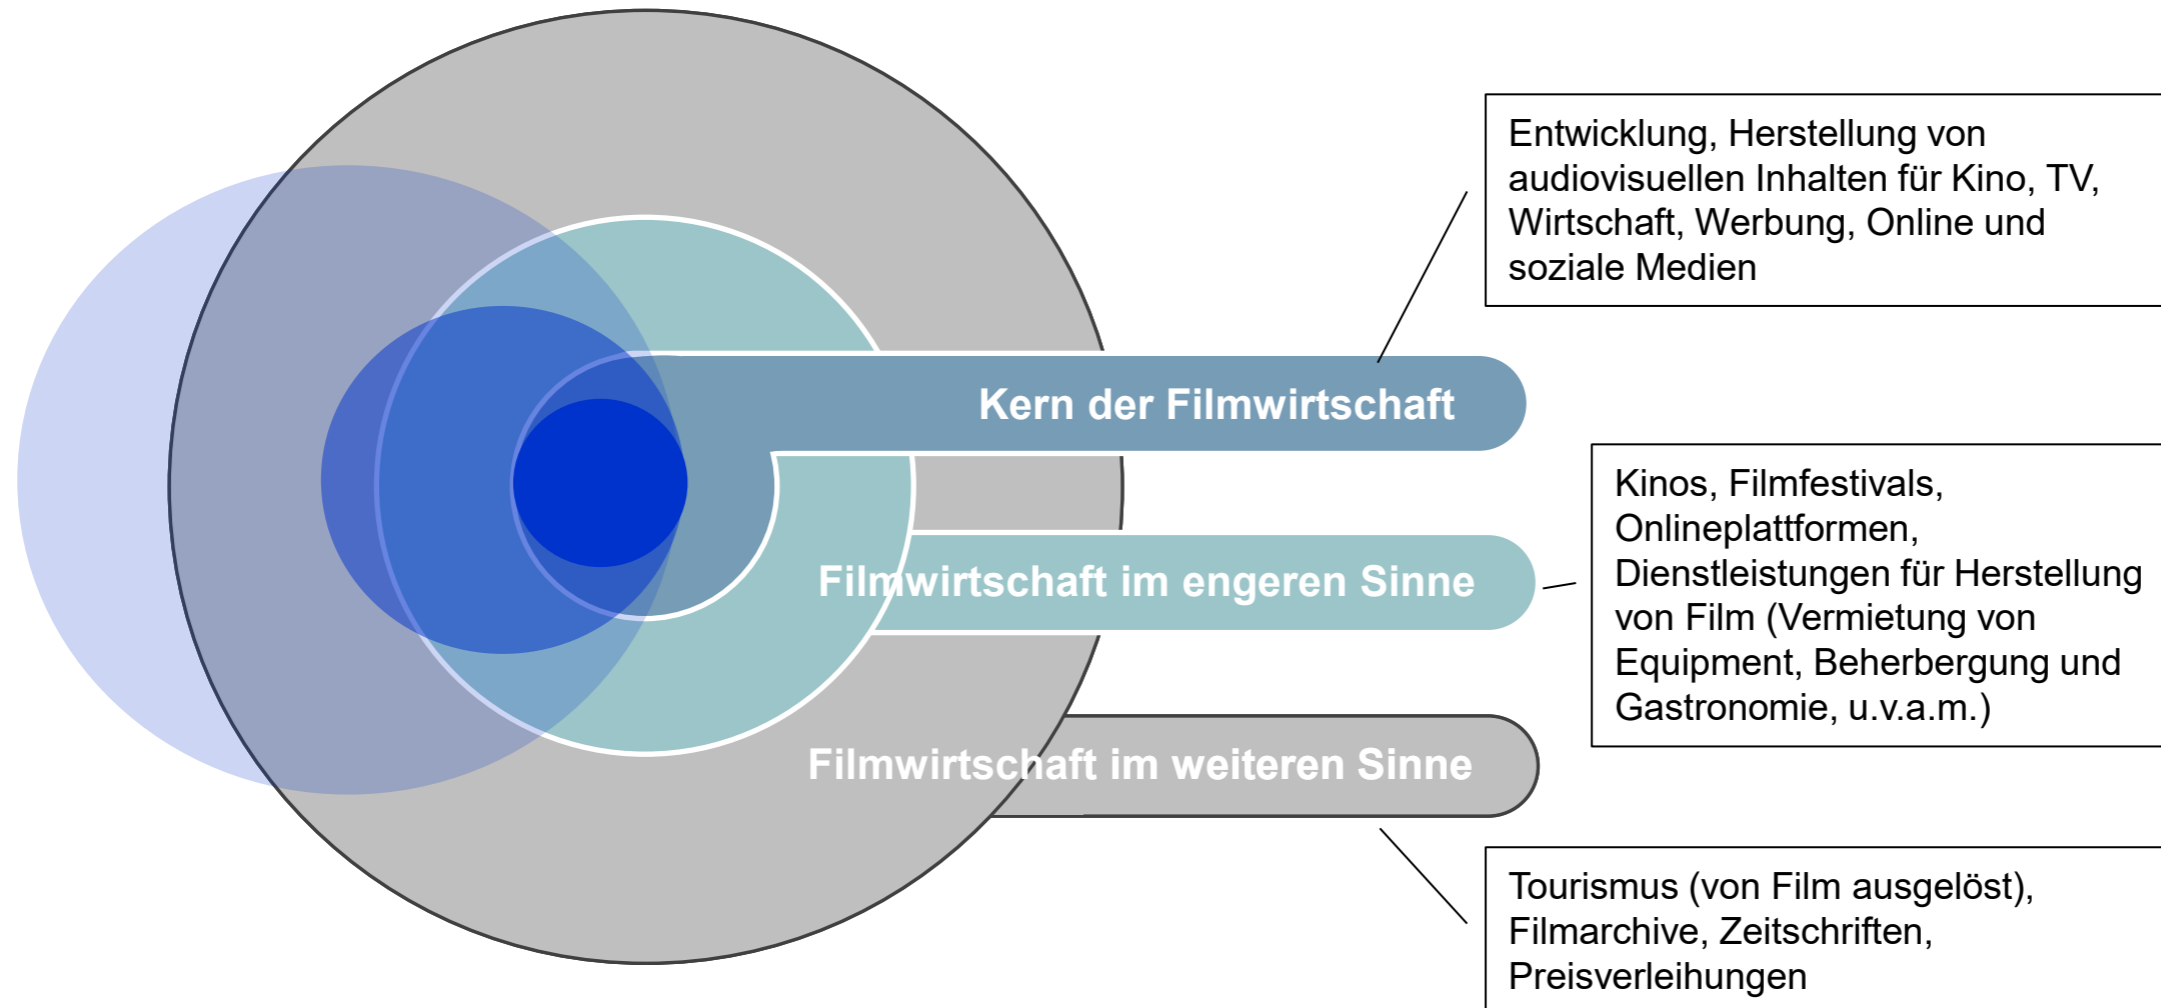 Entwicklung, Herstellung von
audiovisuellen Inhalten für Kino, TV,
Wirtschaft, Werbung, Online und
soziale Medien
Kern der Filmwirtschaft
Kinos, Filmfestivals,
Onlineplattformen,
Dienstleistungen für Herstellung
von Film (Vermietung von
Equipment, Beherbergung und
Gastronomie, u.v.a.m.)
Filmwirtschaft im engeren Sinne
Filmwirtschaft im weiteren Sinne
Tourismus (von Film ausgelöst),
Filmarchive, Zeitschriften,
Preisverleihungen